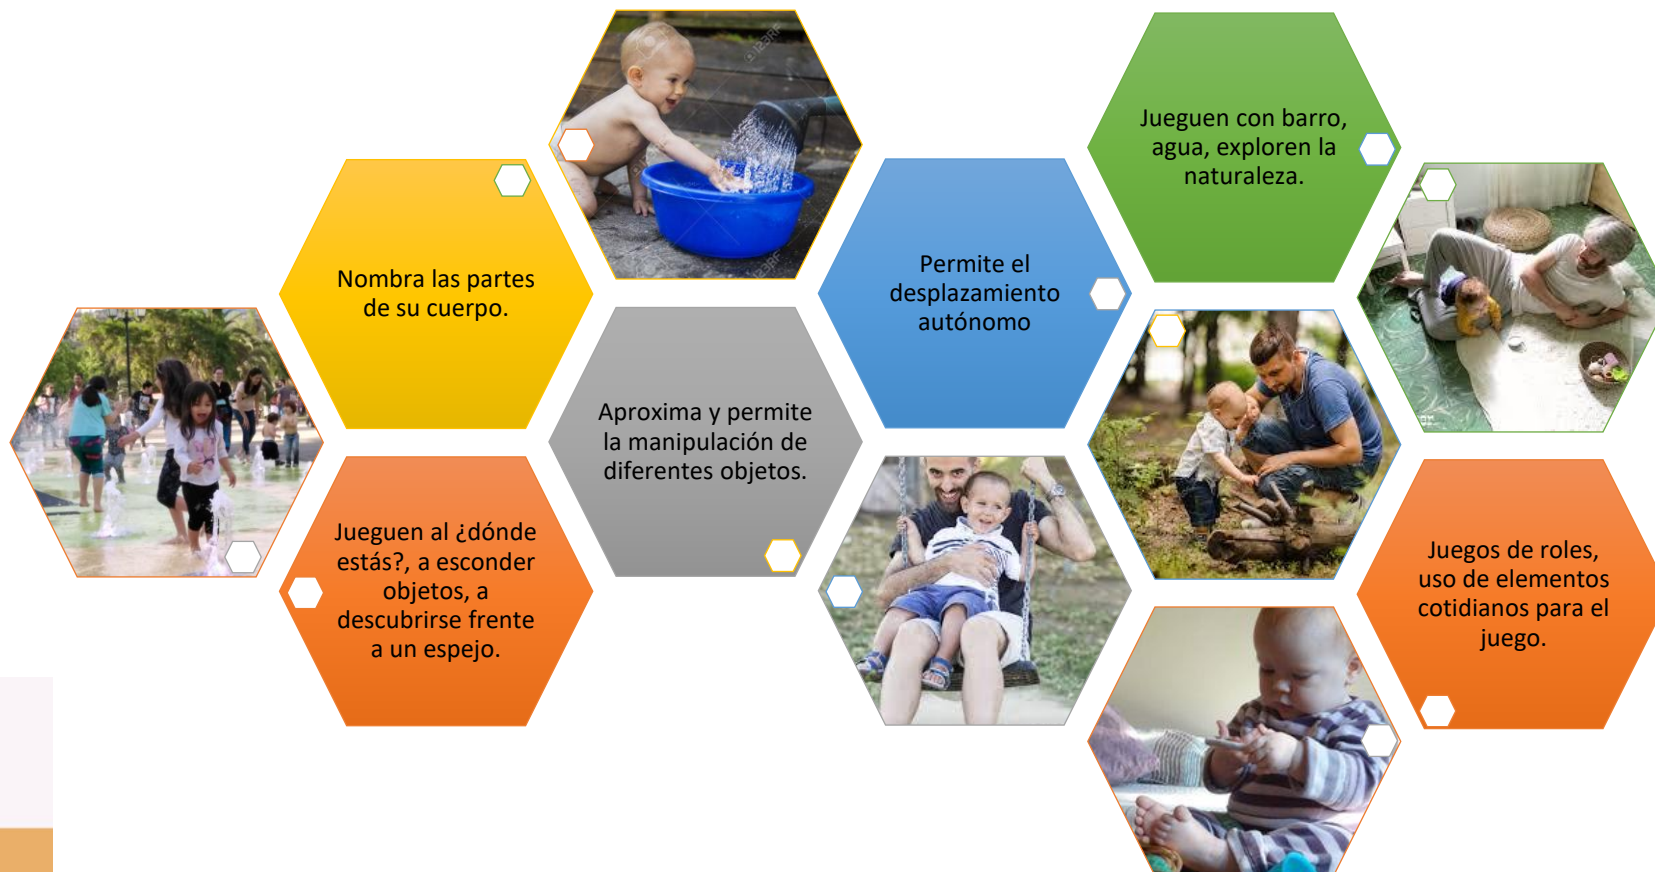 Nombra las partes
de su cuerpo.
Jueguen al ¿dónde
estás?, a esconder
objetos, a
descubrirse frente
a un espejo.
Aproxima y permite
la manipulación de
diferentes objetos.
Permite el
desplazamiento
autónomo
Jueguen con barro,
agua, exploren la
naturaleza.
Juegos de roles,
uso de elementos
cotidianos para el
juego.
123RF